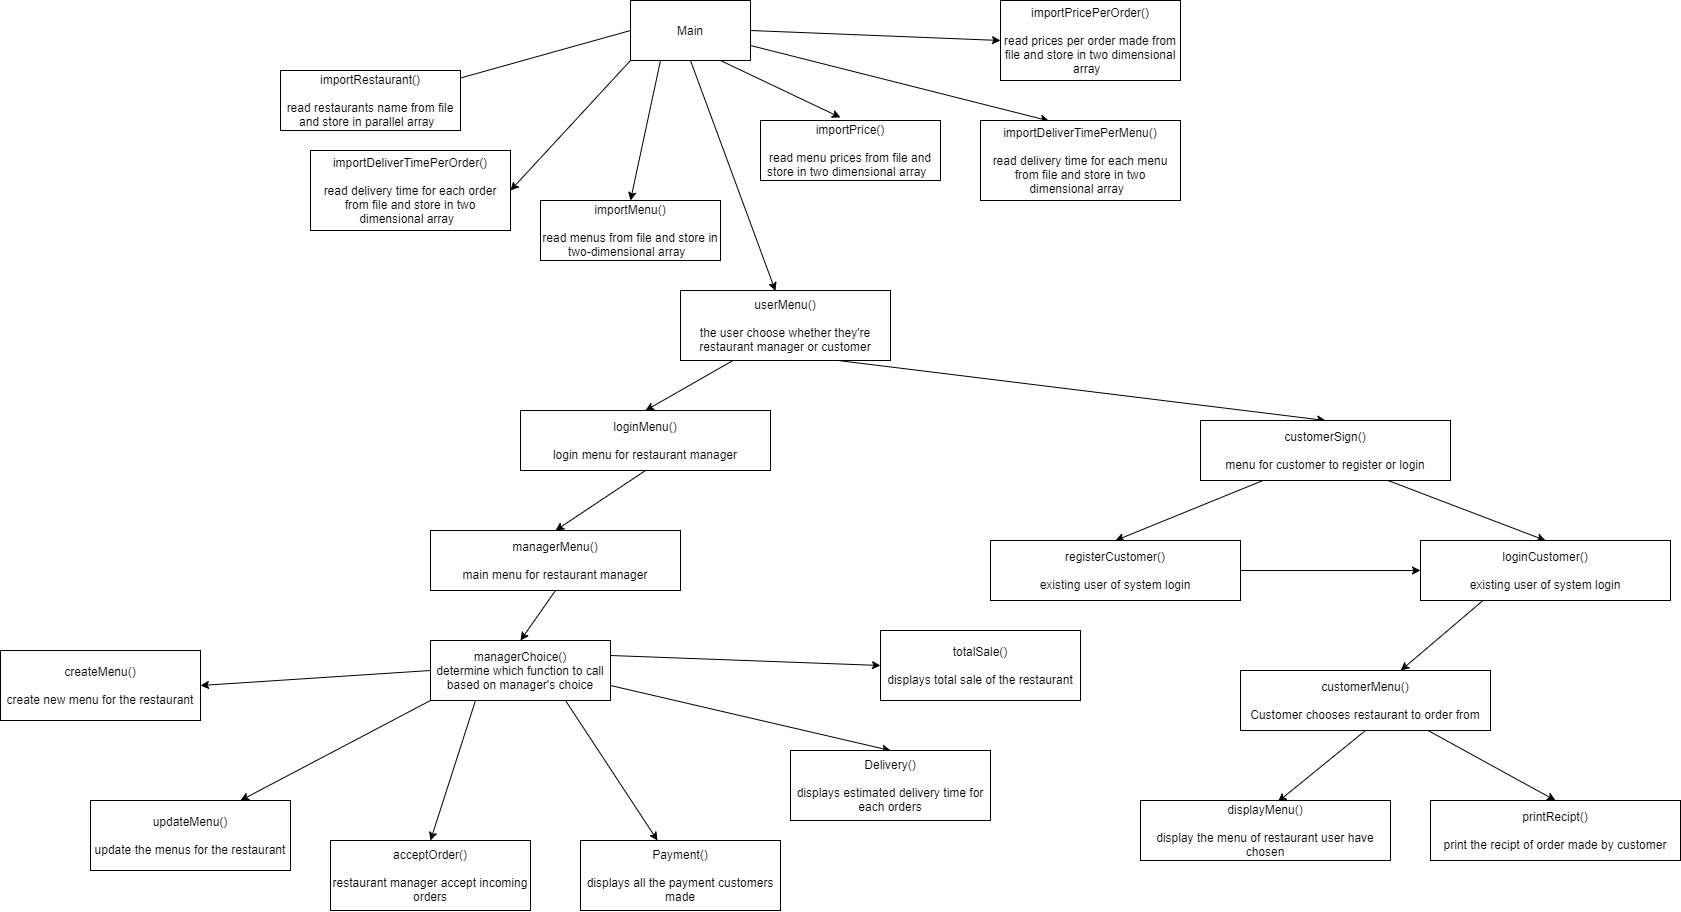 Main
importPricePerOrder()
read prices per order made from
file and store in two dimensional
array
importRestaurant()
read restaurants name from file
and store in parallel array
importPrice()
read menu prices from file and
store in two dimensional array
importDeliverTimePerMenu()
read delivery time for each menu
from file and store in two
dimensional array
importDeliverTimePerOrder()
read delivery time for each order
from file and store in two
dimensional array
importMenu()
read menus from file and store in
two-dimensional array
userMenu()
the user choose whether they're
restaurant manager or customer
loginMenu()
login menu for restaurant manager
customerSign()
menu for customer to register or login
managerMenu()
main menu for restaurant manager
registerCustomer()
existing user of system login
loginCustomer()
existing user of system login
managerChoice()
determine which function to call
based on manager's choice
totalSale()
displays total sale of the restaurant
createMenu()
create new menu for the restaurant
customerMenu()
Customer chooses restaurant to order from
Delivery()
displays estimated delivery time for
each orders
updateMenu()
update the menus for the restaurant
acceptOrder()
restaurant manager accept incoming
orders
Payment()
displays all the payment customers
made
displayMenu()
display the menu of restaurant user have
chosen
printRecipt()
print the recipt of order made by customer